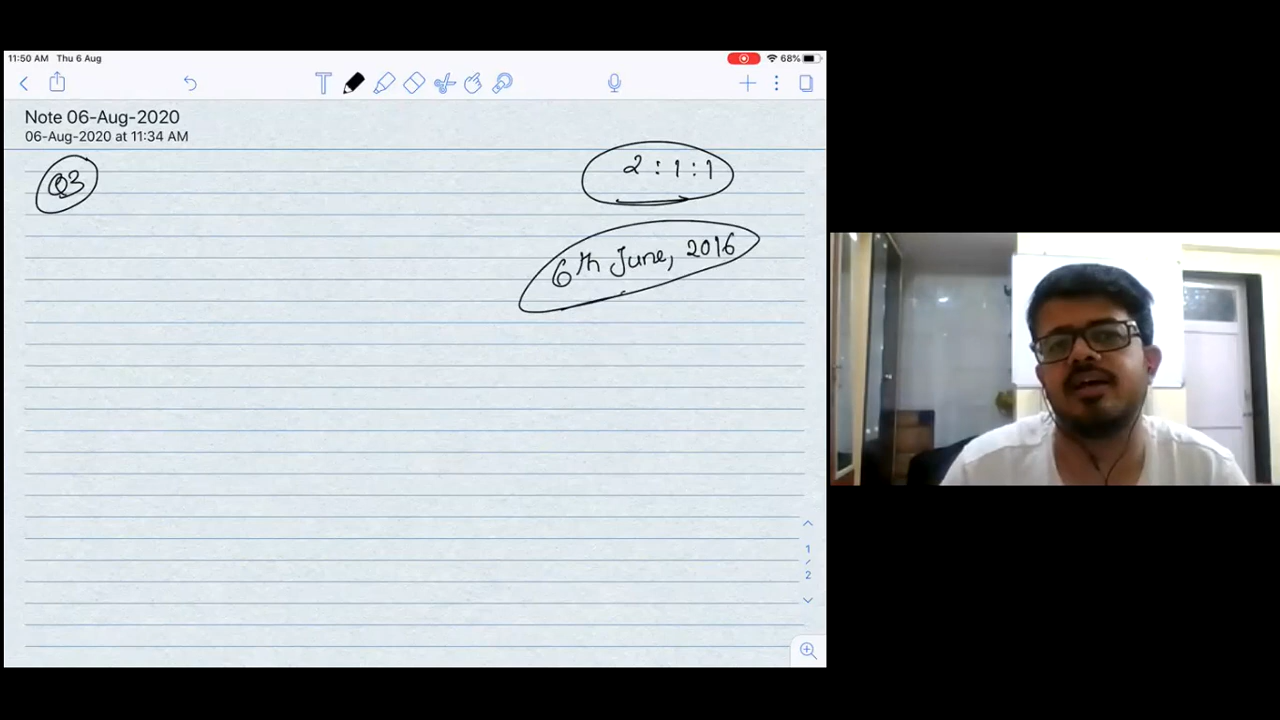 11:50 AM Thu 6 Aug
68%
T
Note 06-Aug-2020
06-Aug-2020 at 11:34 AM
Q3
2 : 1 : 1
6th June, 2016
1
/
2